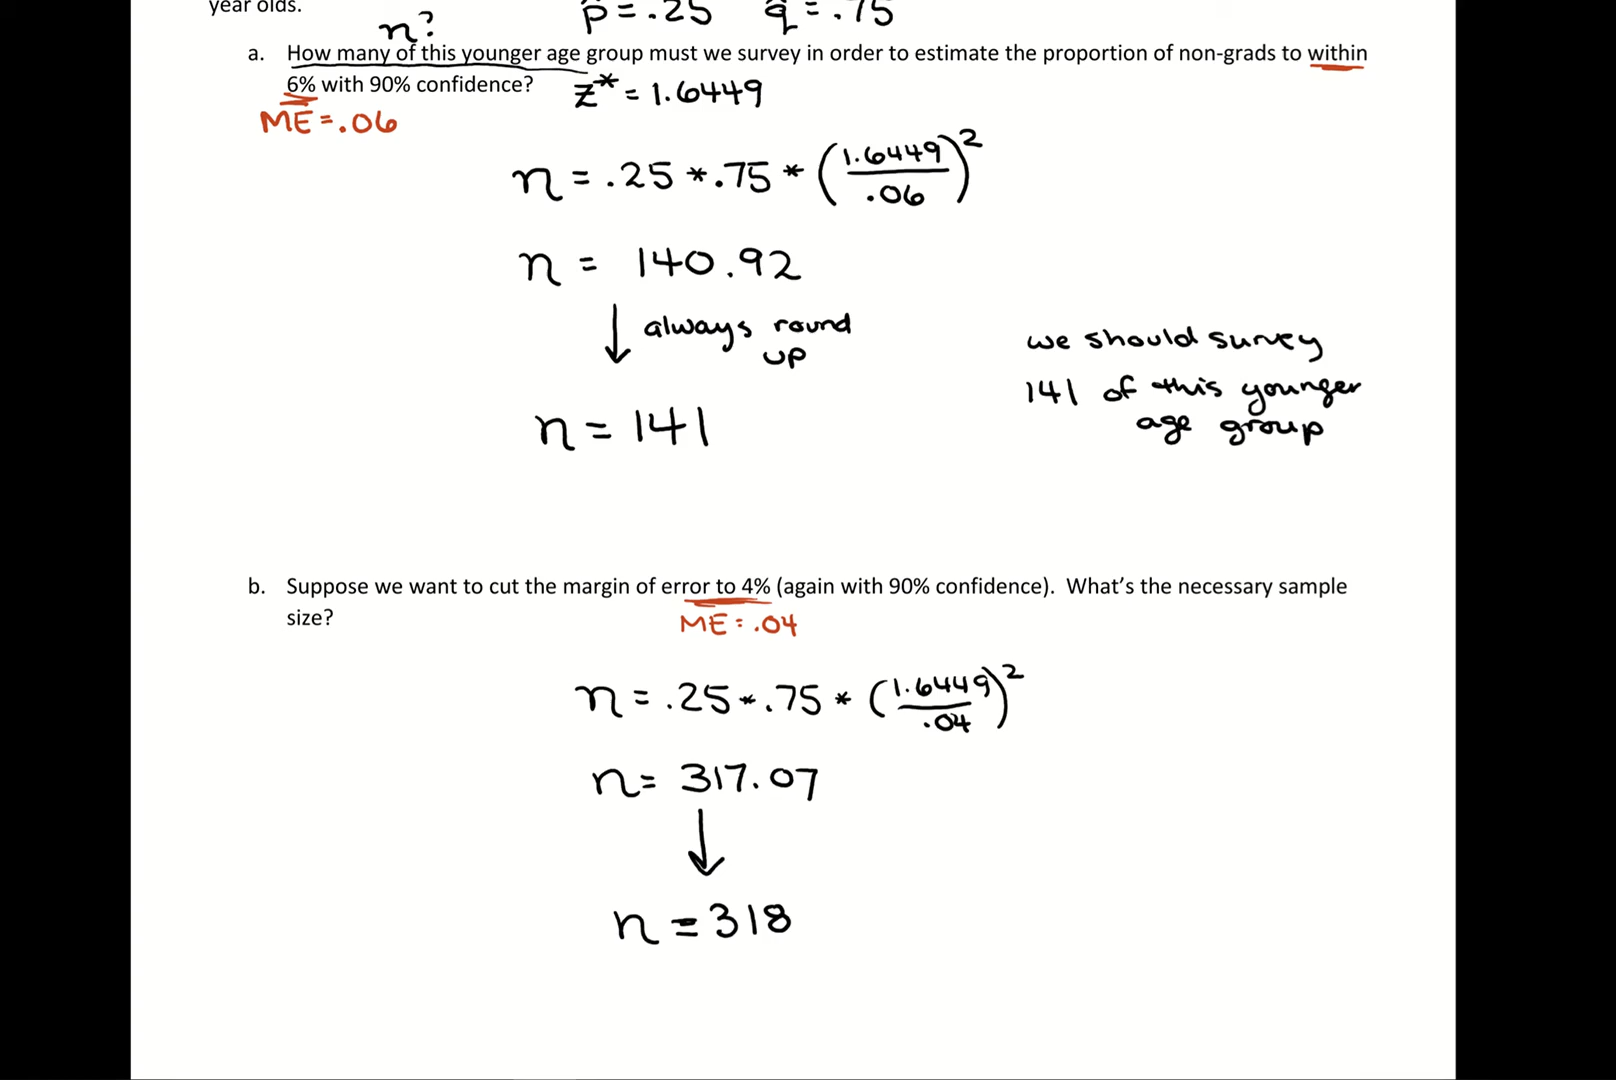 year olds.
n? p̂ = .25 q̂ = .75
a. How many of this younger age group must we survey in order to estimate the proportion of non-grads to within
6% with 90% confidence? z* = 1.6449
ME = .06
n = .25 * .75 * (1.6449/.06)²
n = 140.92
↓ always round
up
n = 141
we should survey
141 of this younger
age group
b. Suppose we want to cut the margin of error to 4% (again with 90% confidence). What's the necessary sample
size? ME = .04
n = .25 * .75 * (1.6449/.04)²
n = 317.07
↓
n = 318